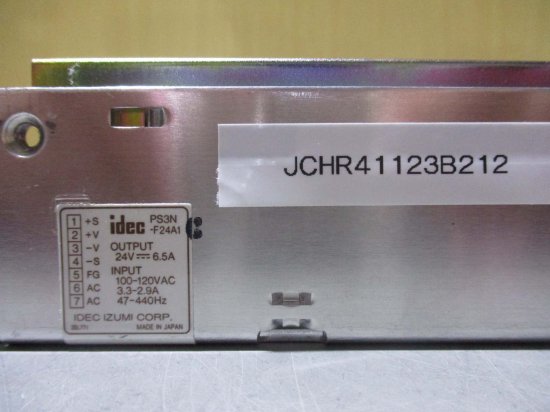 JCHR41123B212
1 +S
2 +V
3 -V
4 -S
5 FG
6 AC
7 AC
idec PS3N
-F24A1
OUTPUT
24V⎓6.5A
INPUT
100-120VAC
3.3-2.9A
47-440Hz
IDEC IZUMI CORP.
MADE IN JAPAN